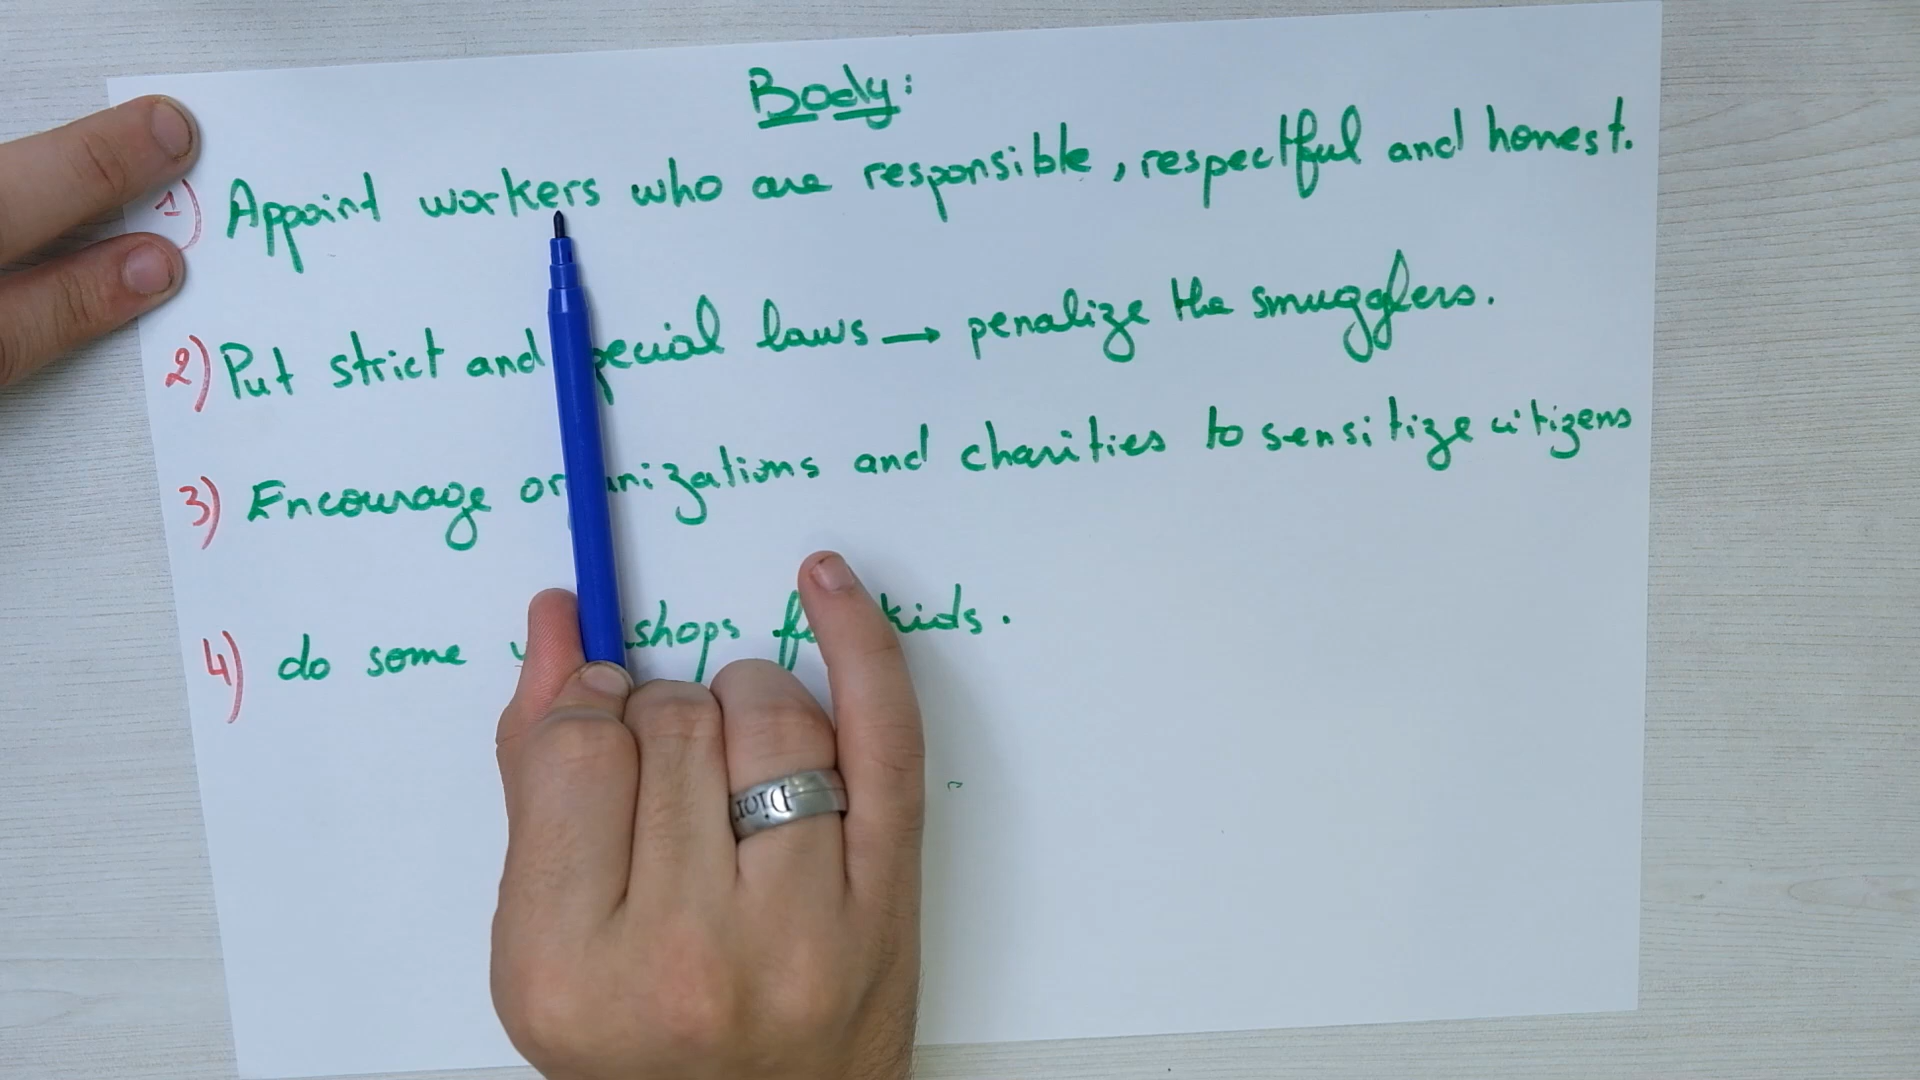 Body:
1) Appoint workers who are responsible, respectful and honest.
2) Put strict and pecial laws → penalize the smugglers.
3) Encourage or nizations and charities to sensitize citizens
4) do some shops kids.
Dior